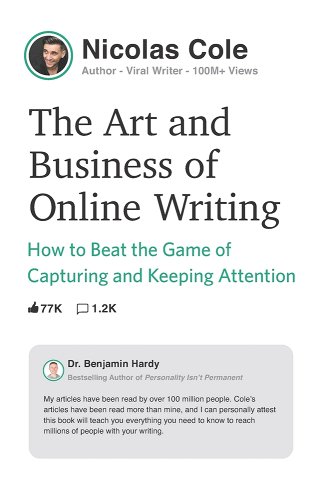 Nicolas Cole
Author - Viral Writer - 100M+ Views
The Art and
Business of
Online Writing
How to Beat the Game of
Capturing and Keeping Attention
77K 1.2K
Dr. Benjamin Hardy
Bestselling Author of Personality Isn't Permanent
My articles have been read by over 100 million people. Cole's
articles have been read more than mine, and I can personally attest
this book will teach you everything you need to know to reach
millions of people with your writing.